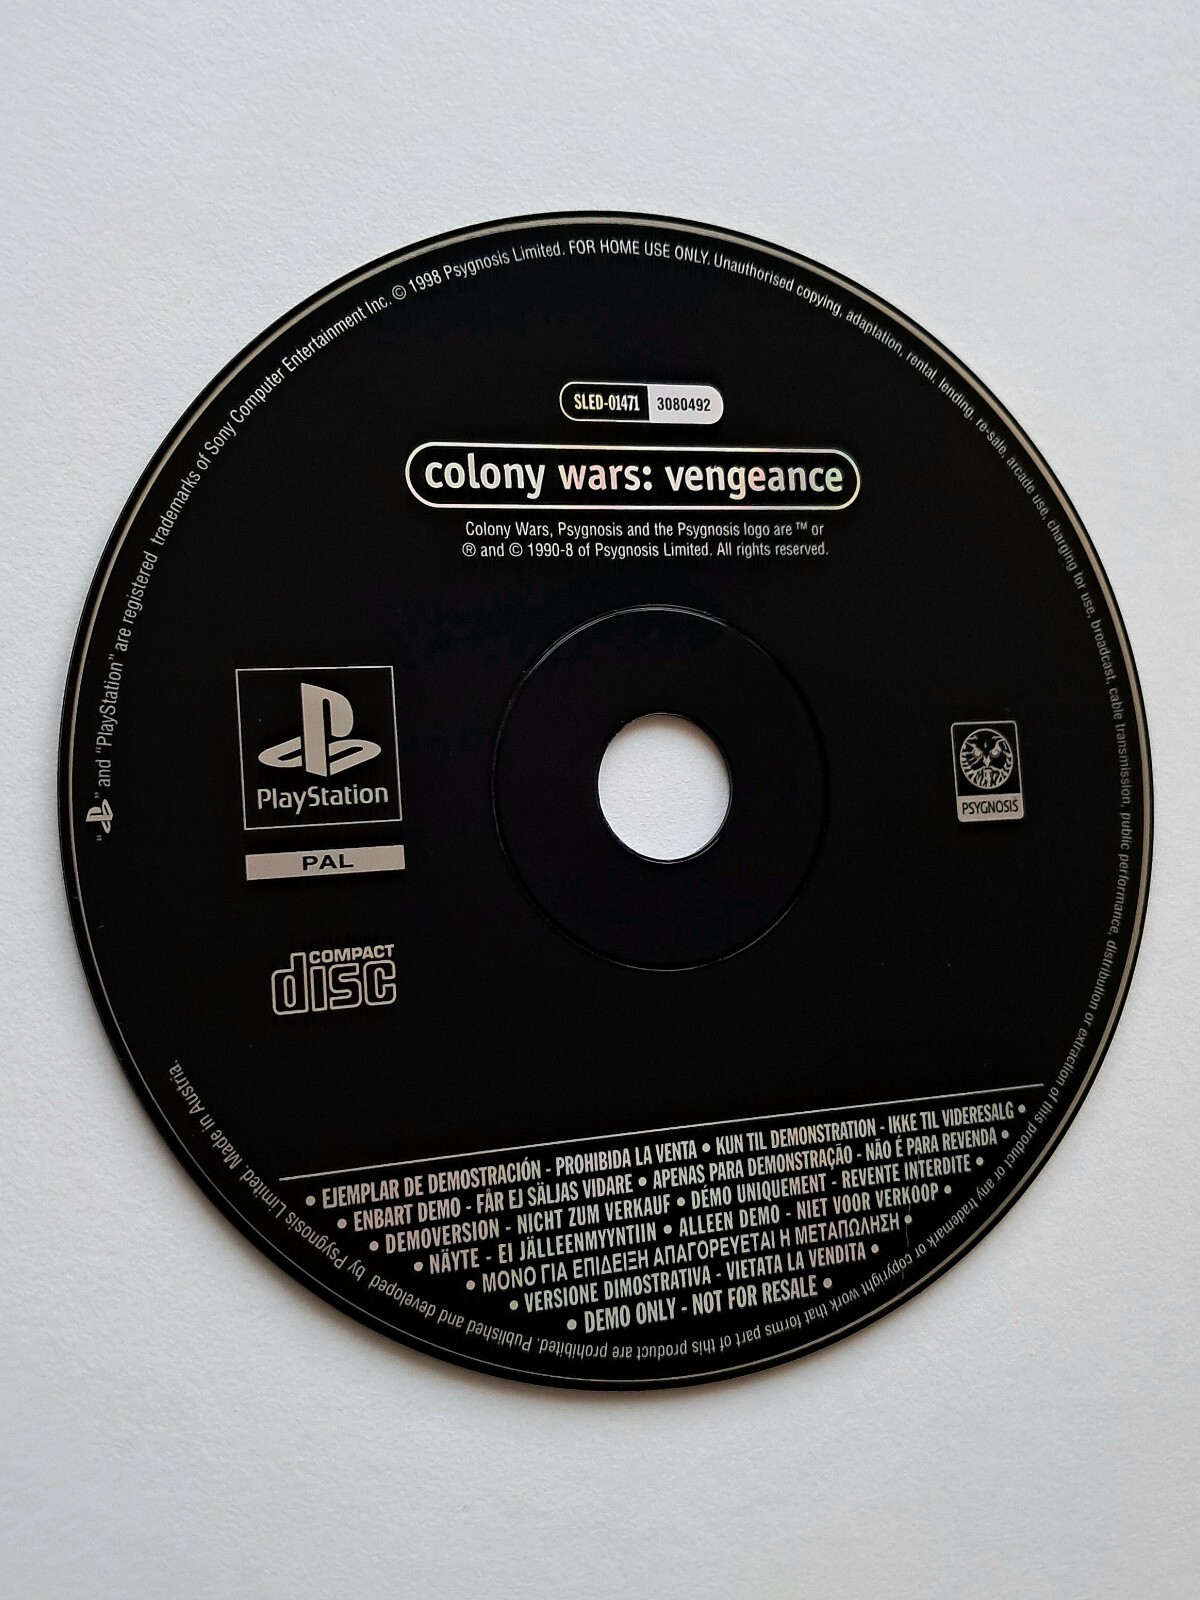 SLED-01471 3080492
colony wars: vengeance
Colony Wars, Psygnosis and the Psygnosis logo are ™ or
® and © 1990-8 of Psygnosis Limited. All rights reserved.
PlayStation
PAL
PSYGNOSIS
COMPACT
disc
• EJEMPLAR DE DEMOSTRACIÓN - PROHIBIDA LA VENTA • KUN TIL DEMONSTRATION - IKKE TIL VIDERESALG •
• ENBART DEMO - FÅR EJ SÄLJAS VIDARE • APENAS PARA DEMONSTRAÇÃO - NÃO É PARA REVENDA •
• DEMOVERSION - NICHT ZUM VERKAUF • DÉMO UNIQUEMENT - REVENTE INTERDITE •
• NÄYTE - EI JÄLLEENMYYNTIIN • ALLEEN DEMO - NIET VOOR VERKOOP •
• ΜΟΝΟ ΓΙΑ ΕΠΙΔΕΙΞΗ ΑΠΑΓΟΡΕΥΕΤΑΙ Η ΜΕΤΑΠΩΛΗΣΗ •
• VERSIONE DIMOSTRATIVA - VIETATA LA VENDITA •
• DEMO ONLY - NOT FOR RESALE •
" " and "PlayStation" are registered trademarks of Sony Computer Entertainment Inc. © 1998 Psygnosis Limited. FOR HOME USE ONLY. Unauthorised copying, adaptation, rental, lending, re-sale, arcade use, charging for use, broadcast, cable transmission, public performance, distribution or extraction of this product or any trademark or copyright work that forms part of this product are prohibited. Published and developed by Psygnosis Limited. Made in Austria.